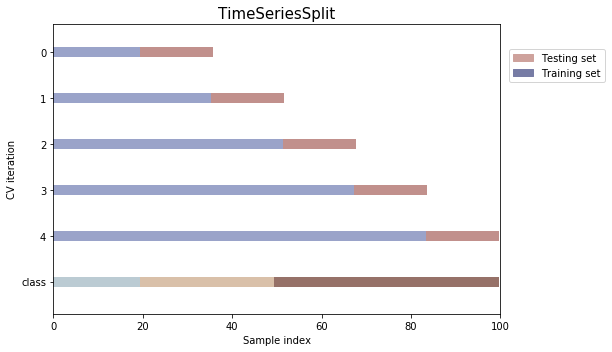 TimeSeriesSplit
Testing set
Training set
CV iteration
0
1
2
3
4
class
0 20 40 60 80 100
Sample index